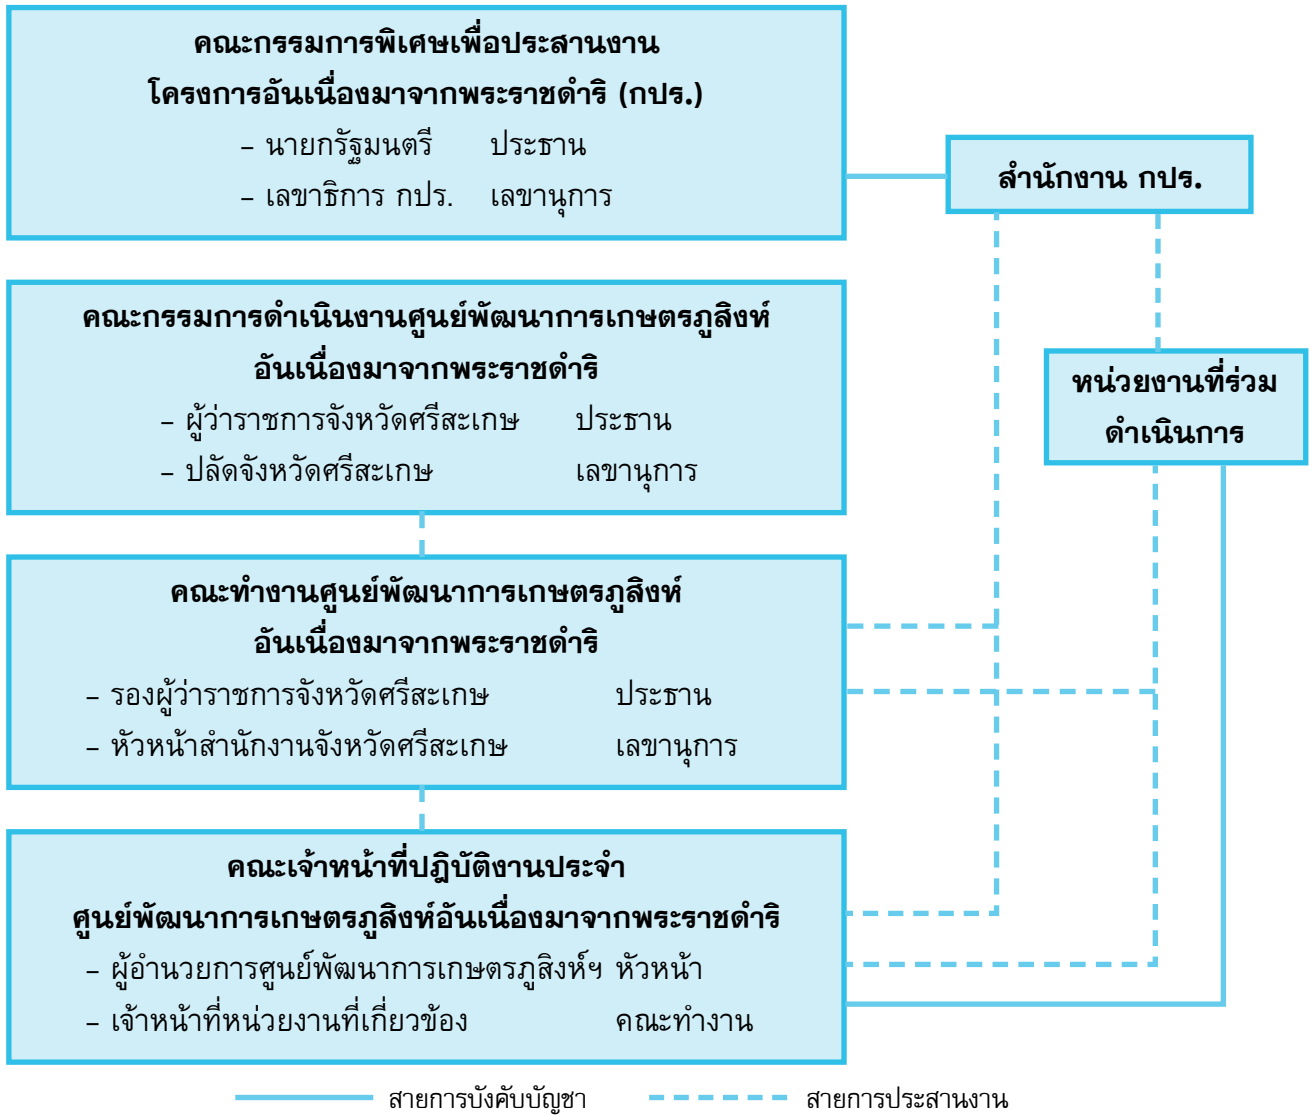 คณะกรรมการพิเศษเพื่อประสานงาน
โครงการอันเนื่องมาจากพระราชดำริ (กปร.)
– นายกรัฐมนตรี ประธาน
– เลขาธิการ กปร. เลขานุการ
สำนักงาน กปร.
คณะกรรมการดำเนินงานศูนย์พัฒนาการเกษตรภูสิงห์
อันเนื่องมาจากพระราชดำริ
– ผู้ว่าราชการจังหวัดศรีสะเกษ ประธาน
– ปลัดจังหวัดศรีสะเกษ เลขานุการ
หน่วยงานที่ร่วม
ดำเนินการ
คณะทำงานศูนย์พัฒนาการเกษตรภูสิงห์
อันเนื่องมาจากพระราชดำริ
– รองผู้ว่าราชการจังหวัดศรีสะเกษ ประธาน
– หัวหน้าสำนักงานจังหวัดศรีสะเกษ เลขานุการ
คณะเจ้าหน้าที่ปฎิบัติงานประจำ
ศูนย์พัฒนาการเกษตรภูสิงห์อันเนื่องมาจากพระราชดำริ
– ผู้อำนวยการศูนย์พัฒนาการเกษตรภูสิงห์ฯ หัวหน้า
– เจ้าหน้าที่หน่วยงานที่เกี่ยวข้อง คณะทำงาน
สายการบังคับบัญชา สายการประสานงาน